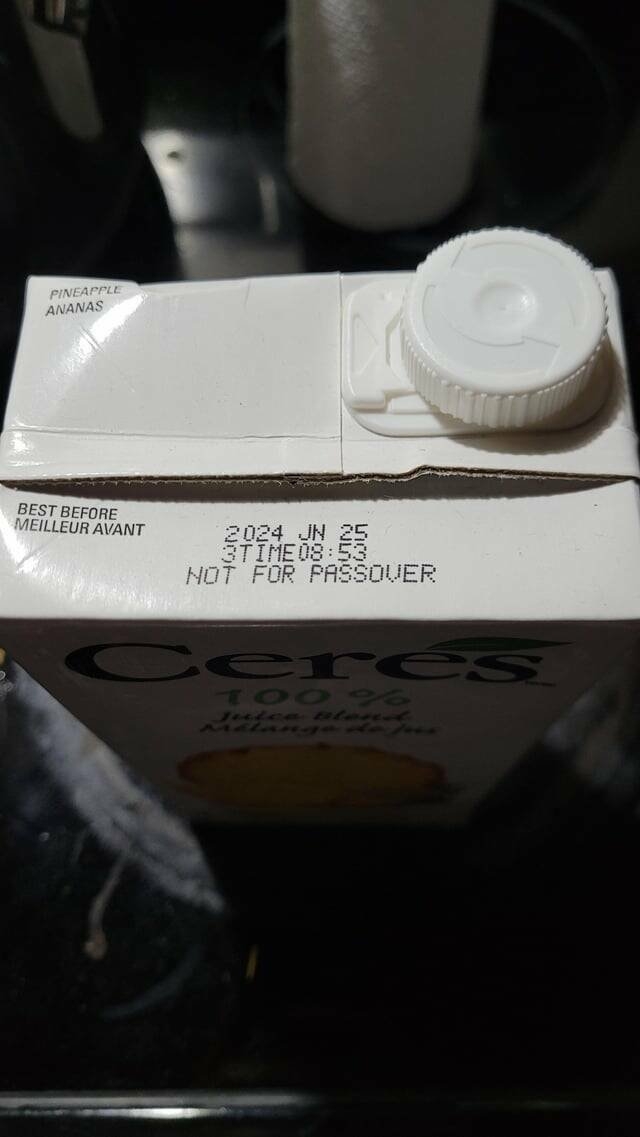 PINEAPPLE
ANANAS
BEST BEFORE
MEILLEUR AVANT
2024 JN 25
3TIME08:53
NOT FOR PASSOVER
Ceres
100%
Juice Blend
Mélange de jus